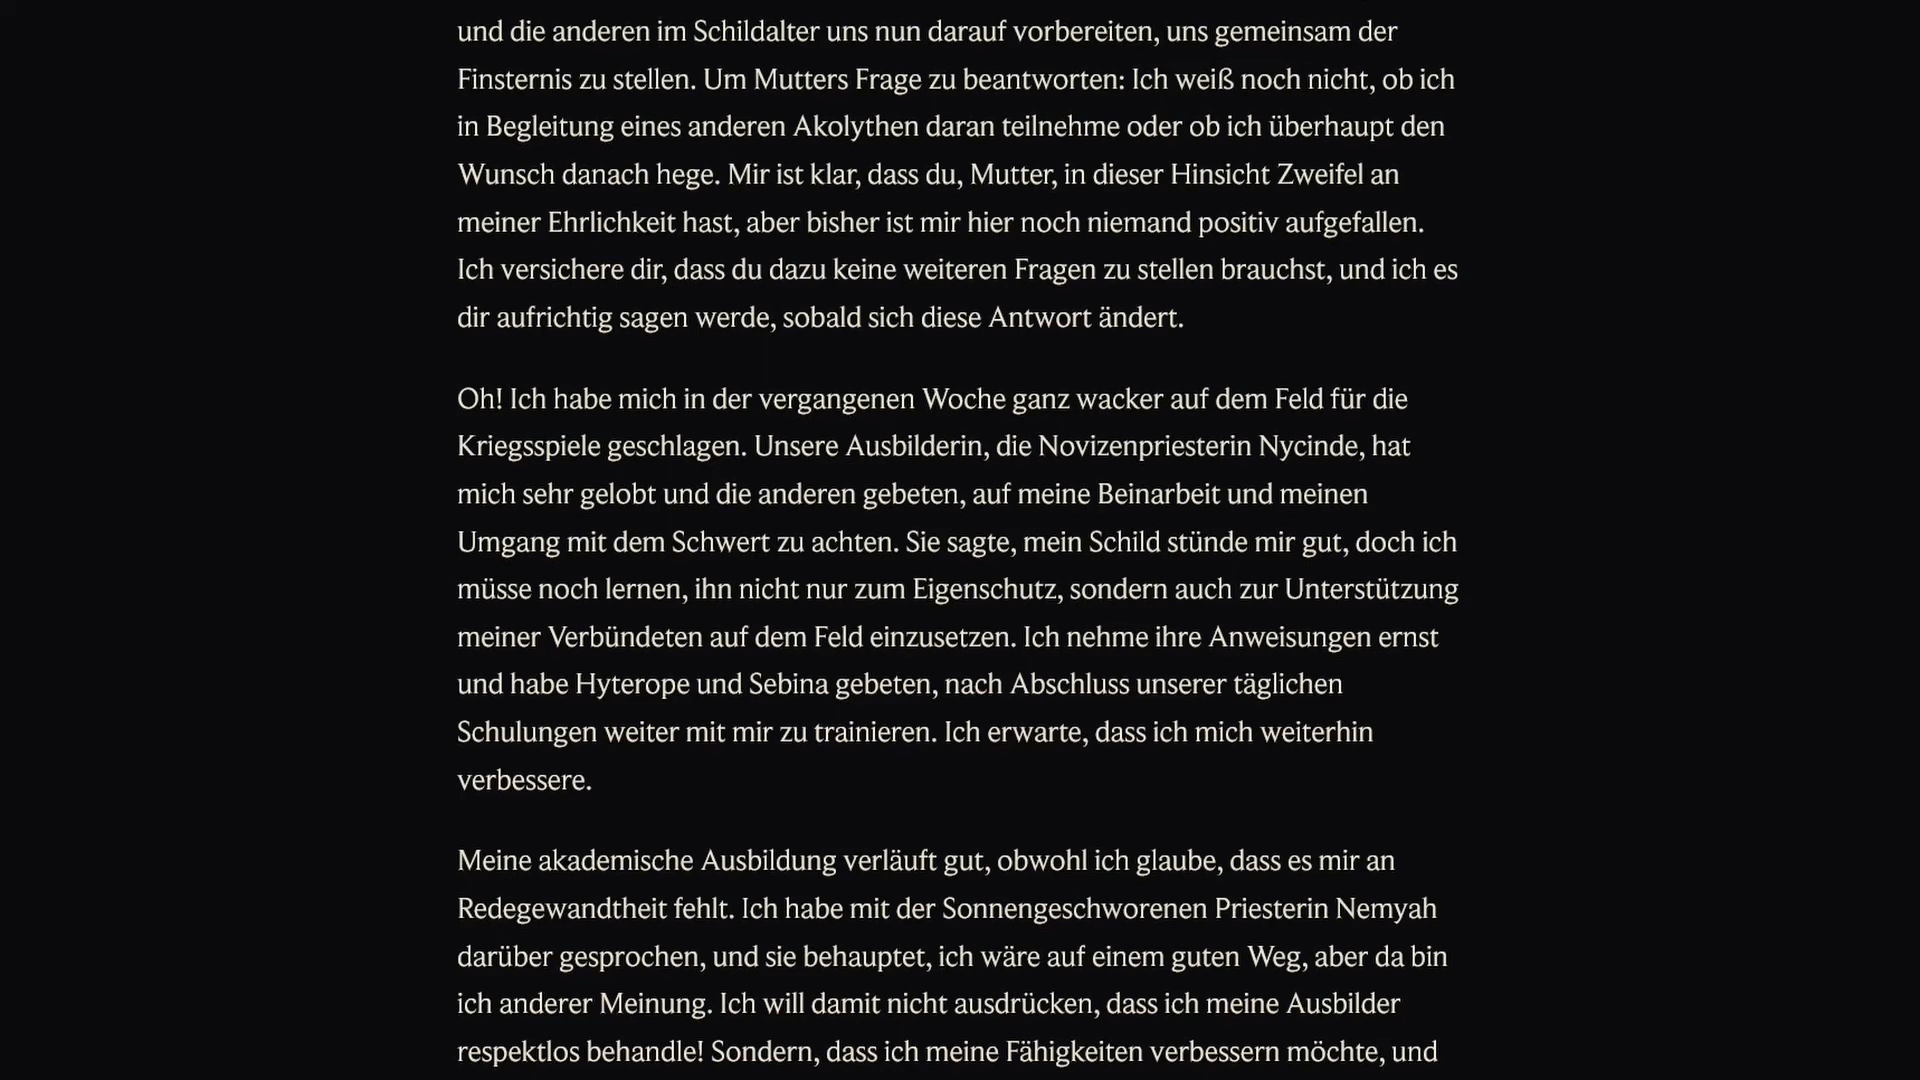 und die anderen im Schildalter uns nun darauf vorbereiten, uns gemeinsam der
Finsternis zu stellen. Um Mutters Frage zu beantworten: Ich weiß noch nicht, ob ich
in Begleitung eines anderen Akolythen daran teilnehme oder ob ich überhaupt den
Wunsch danach hege. Mir ist klar, dass du, Mutter, in dieser Hinsicht Zweifel an
meiner Ehrlichkeit hast, aber bisher ist mir hier noch niemand positiv aufgefallen.
Ich versichere dir, dass du dazu keine weiteren Fragen zu stellen brauchst, und ich es
dir aufrichtig sagen werde, sobald sich diese Antwort ändert.
Oh! Ich habe mich in der vergangenen Woche ganz wacker auf dem Feld für die
Kriegsspiele geschlagen. Unsere Ausbilderin, die Novizenpriesterin Nycinde, hat
mich sehr gelobt und die anderen gebeten, auf meine Beinarbeit und meinen
Umgang mit dem Schwert zu achten. Sie sagte, mein Schild stünde mir gut, doch ich
müsse noch lernen, ihn nicht nur zum Eigenschutz, sondern auch zur Unterstützung
meiner Verbündeten auf dem Feld einzusetzen. Ich nehme ihre Anweisungen ernst
und habe Hyterope und Sebina gebeten, nach Abschluss unserer täglichen
Schulungen weiter mit mir zu trainieren. Ich erwarte, dass ich mich weiterhin
verbessere.
Meine akademische Ausbildung verläuft gut, obwohl ich glaube, dass es mir an
Redegewandtheit fehlt. Ich habe mit der Sonnengeschworenen Priesterin Nemyah
darüber gesprochen, und sie behauptet, ich wäre auf einem guten Weg, aber da bin
ich anderer Meinung. Ich will damit nicht ausdrücken, dass ich meine Ausbilder
respektlos behandle! Sondern, dass ich meine Fähigkeiten verbessern möchte, und